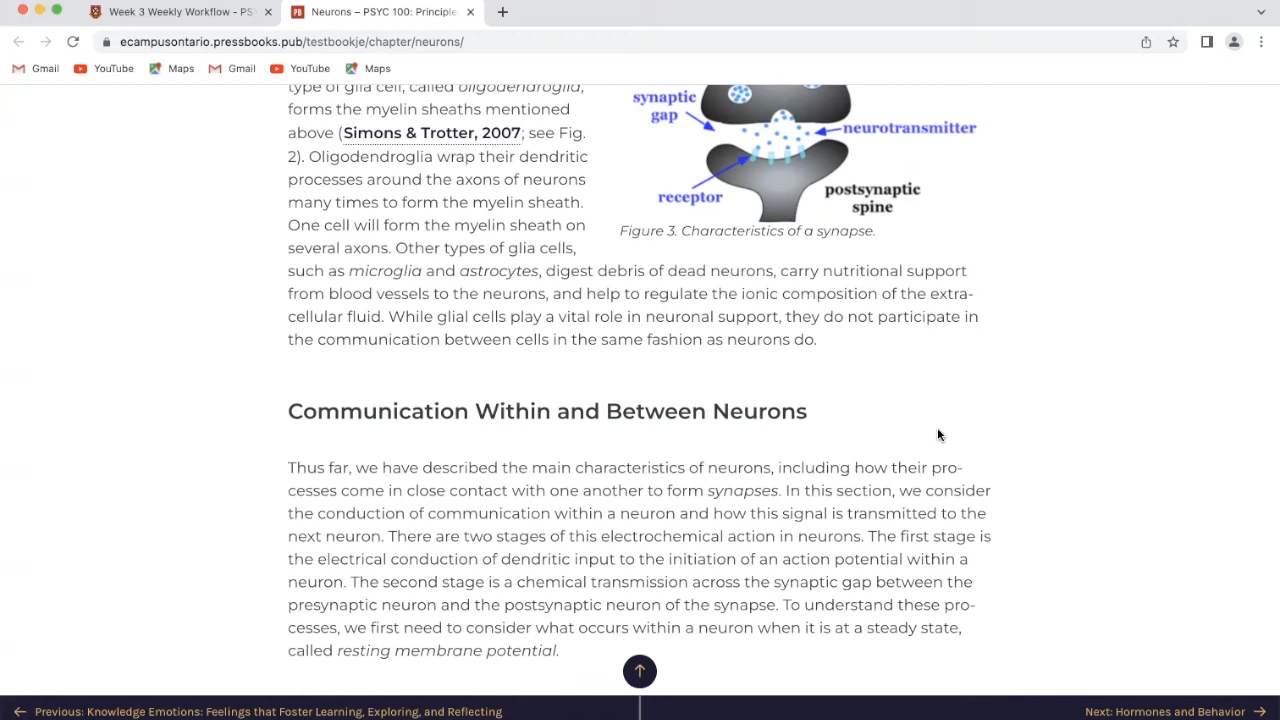 Week 3 Weekly Workflow - PS
Neurons – PSYC 100: Principle
ecampusontario.pressbooks.pub/testbookje/chapter/neurons/
Gmail YouTube Maps Gmail YouTube Maps
type of glia cell, called oligodendroglia,
forms the myelin sheaths mentioned
above (Simons & Trotter, 2007; see Fig.
2). Oligodendroglia wrap their dendritic
processes around the axons of neurons
many times to form the myelin sheath.
One cell will form the myelin sheath on
several axons. Other types of glia cells,
synaptic
gap
neurotransmitter
receptor
postsynaptic
spine
Figure 3. Characteristics of a synapse.
such as microglia and astrocytes, digest debris of dead neurons, carry nutritional support
from blood vessels to the neurons, and help to regulate the ionic composition of the extra-
cellular fluid. While glial cells play a vital role in neuronal support, they do not participate in
the communication between cells in the same fashion as neurons do.
Communication Within and Between Neurons
Thus far, we have described the main characteristics of neurons, including how their pro-
cesses come in close contact with one another to form synapses. In this section, we consider
the conduction of communication within a neuron and how this signal is transmitted to the
next neuron. There are two stages of this electrochemical action in neurons. The first stage is
the electrical conduction of dendritic input to the initiation of an action potential within a
neuron. The second stage is a chemical transmission across the synaptic gap between the
presynaptic neuron and the postsynaptic neuron of the synapse. To understand these pro-
cesses, we first need to consider what occurs within a neuron when it is at a steady state,
called resting membrane potential.
Previous: Knowledge Emotions: Feelings that Foster Learning, Exploring, and Reflecting
Next: Hormones and Behavior